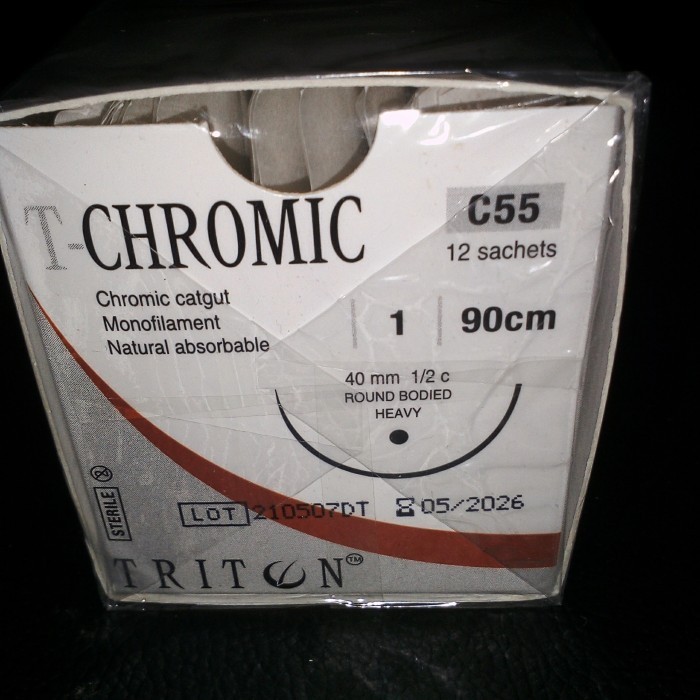 T-CHROMIC
C55
12 sachets
Chromic catgut
Monofilament
Natural absorbable
1
90cm
40 mm 1/2 c
ROUND BODIED
HEAVY
STERILE
LOT 210507DT
05/2026
TRITON™